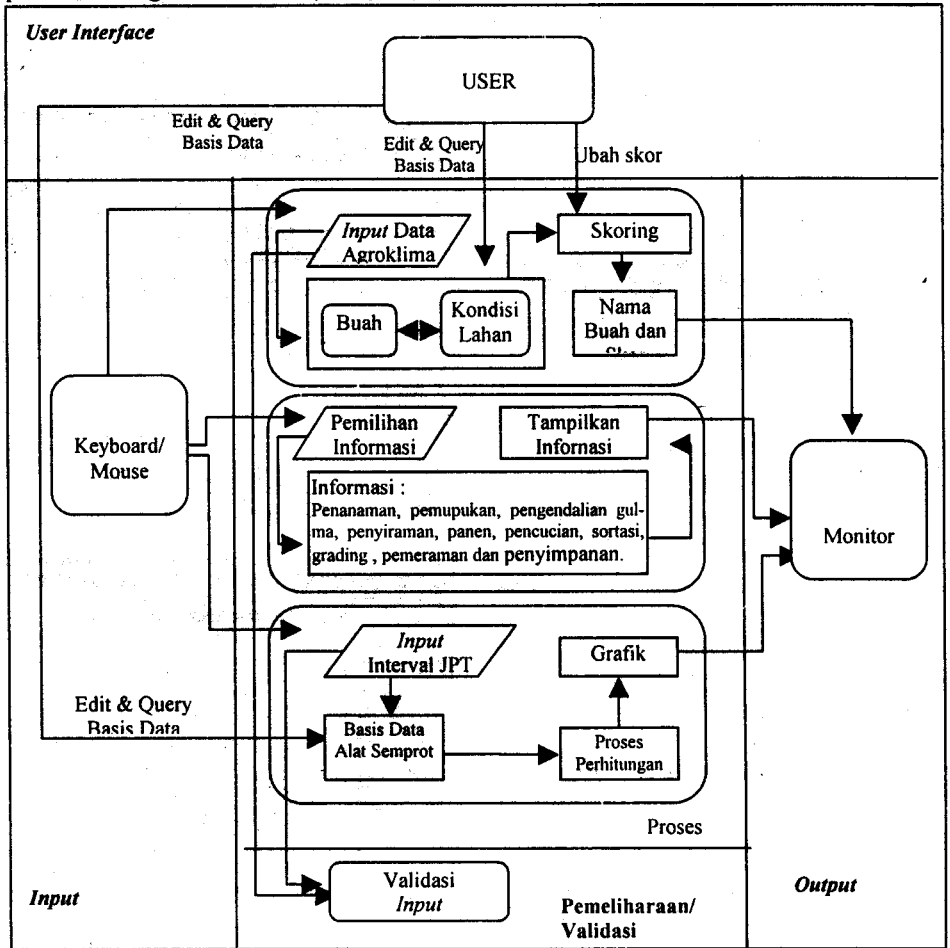 User Interface
USER
Edit & Query
Basis Data
Edit & Query
Basis Data
Ubah skor
Input Data
Agroklima
Skoring
Buah
Kondisi
Lahan
Nama
Buah dan
Keyboard/
Mouse
Pemilihan
Informasi
Tampilkan
Infornasi
Informasi :
Penanaman, pemupukan, pengendalian gul-
ma, penyiraman, panen, pencucian, sortasi,
grading , pemeraman dan penyimpanan.
Monitor
Input
Interval JPT
Grafik
Edit & Query
Basis Data
Basis Data
Alat Semprot
Proses
Perhitungan
Proses
Validasi
Input
Input
Pemeliharaan/
Validasi
Output